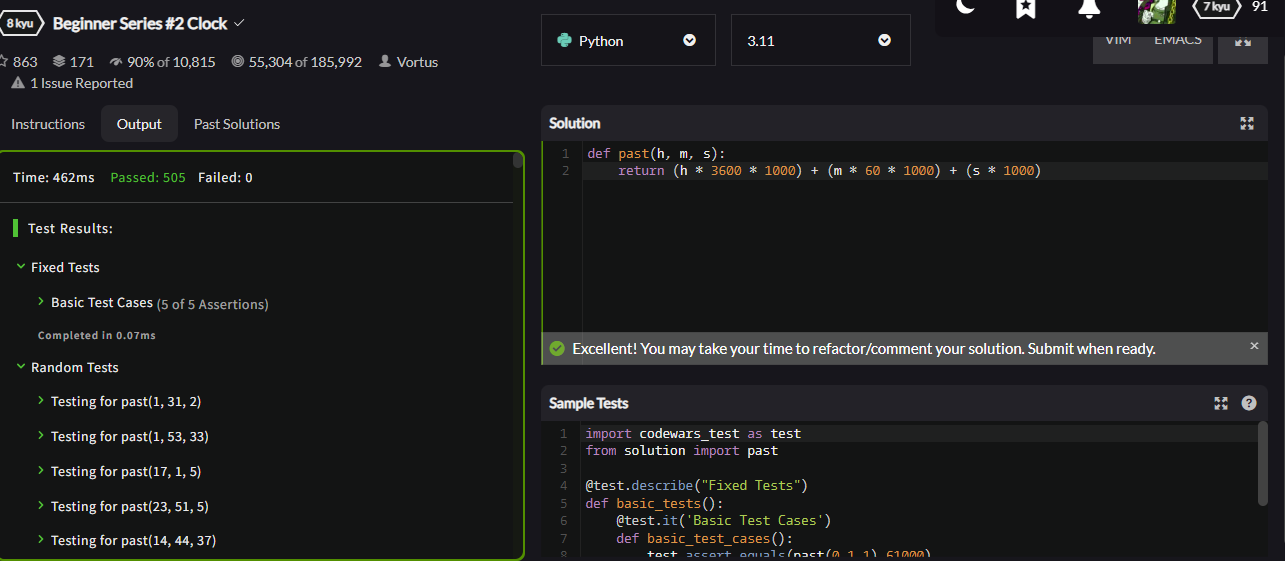 8 kyu Beginner Series #2 Clock
863 171 90% of 10,815 55,304 of 185,992 Vortus
1 Issue Reported
Instructions Output Past Solutions
Time: 462ms Passed: 505 Failed: 0
Test Results:
Fixed Tests
Basic Test Cases (5 of 5 Assertions)
Completed in 0.07ms
Random Tests
Testing for past(1, 31, 2)
Testing for past(1, 53, 33)
Testing for past(17, 1, 5)
Testing for past(23, 51, 5)
Testing for past(14, 44, 37)
Python 3.11
7 kyu 91
VIM EMACS
Solution
1 def past(h, m, s):
2 return (h * 3600 * 1000) + (m * 60 * 1000) + (s * 1000)
Excellent! You may take your time to refactor/comment your solution. Submit when ready.
Sample Tests
1 import codewars_test as test
2 from solution import past
3
4 @test.describe("Fixed Tests")
5 def basic_tests():
6 @test.it('Basic Test Cases')
7 def basic_test_cases():
8 test.assert_equals(past(0,1,1),61000)